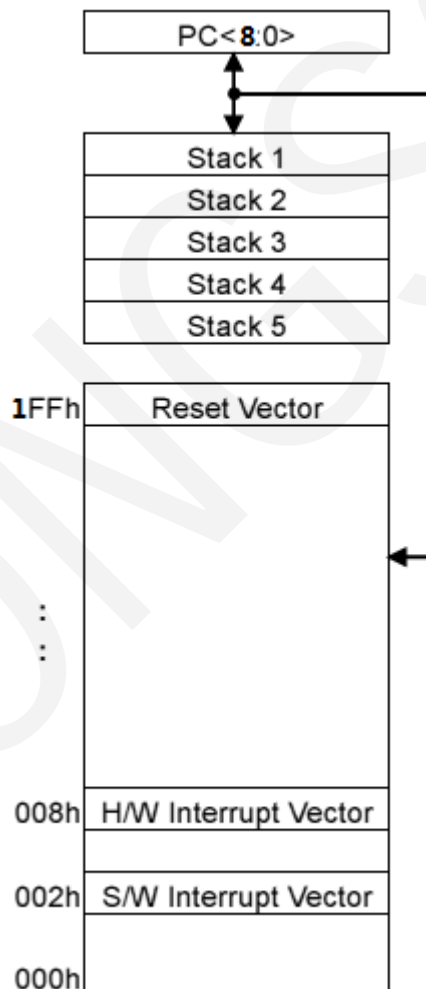 PC<8:0>
Stack 1
Stack 2
Stack 3
Stack 4
Stack 5
1FFh Reset Vector
:
:
008h H/W Interrupt Vector
002h S/W Interrupt Vector
000h